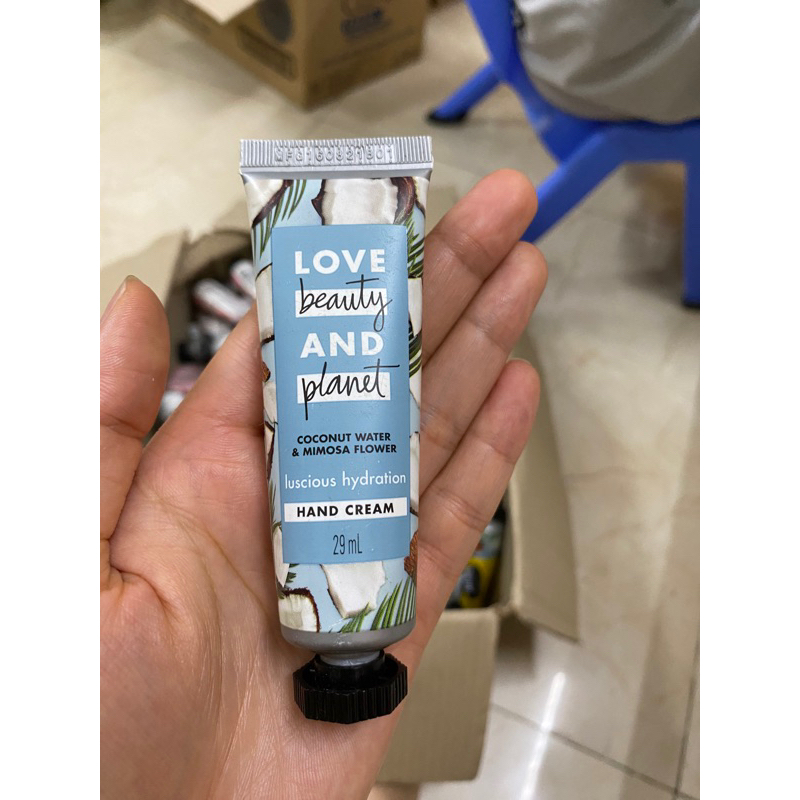 LOVE
beauty
AND
planet
COCONUT WATER
& MIMOSA FLOWER
luscious hydration
HAND CREAM
29 mL